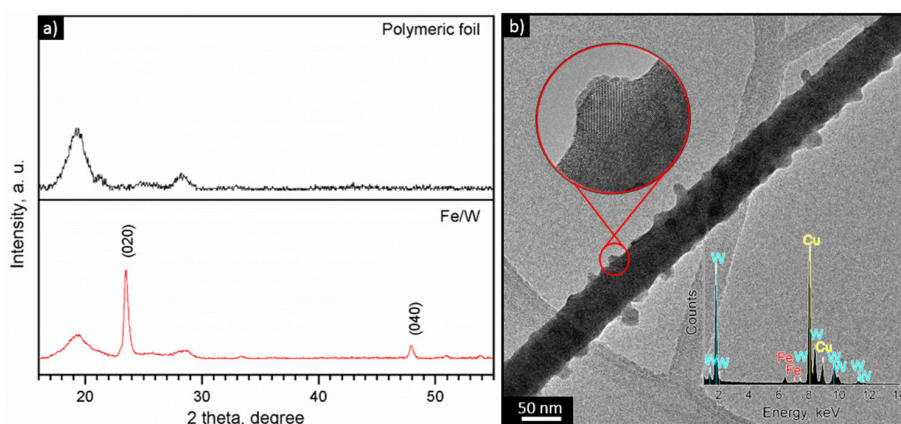 a)
Polymeric foil
Fe/W
(020)
(040)
Intensity, a. u.
20
30
40
50
2 theta, degree
b)
Counts
W
W
W
Fe
Fe
W
Cu
W
Cu
W
W
W
W
2
4
6
8
10
12
14
Energy, keV
50 nm